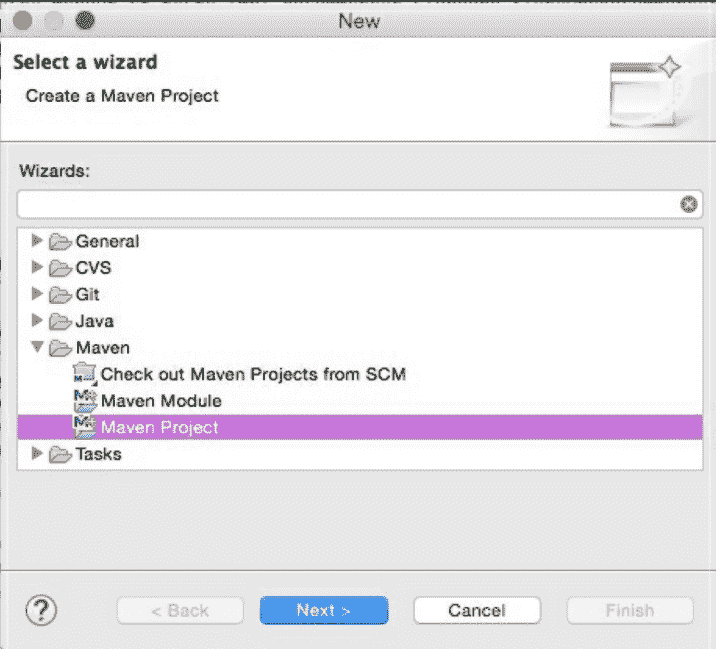 New
Select a wizard
Create a Maven Project
Wizards:
General
CVS
Git
Java
Maven
Check out Maven Projects from SCM
Maven Module
Maven Project
Tasks
?
< Back
Next >
Cancel
Finish